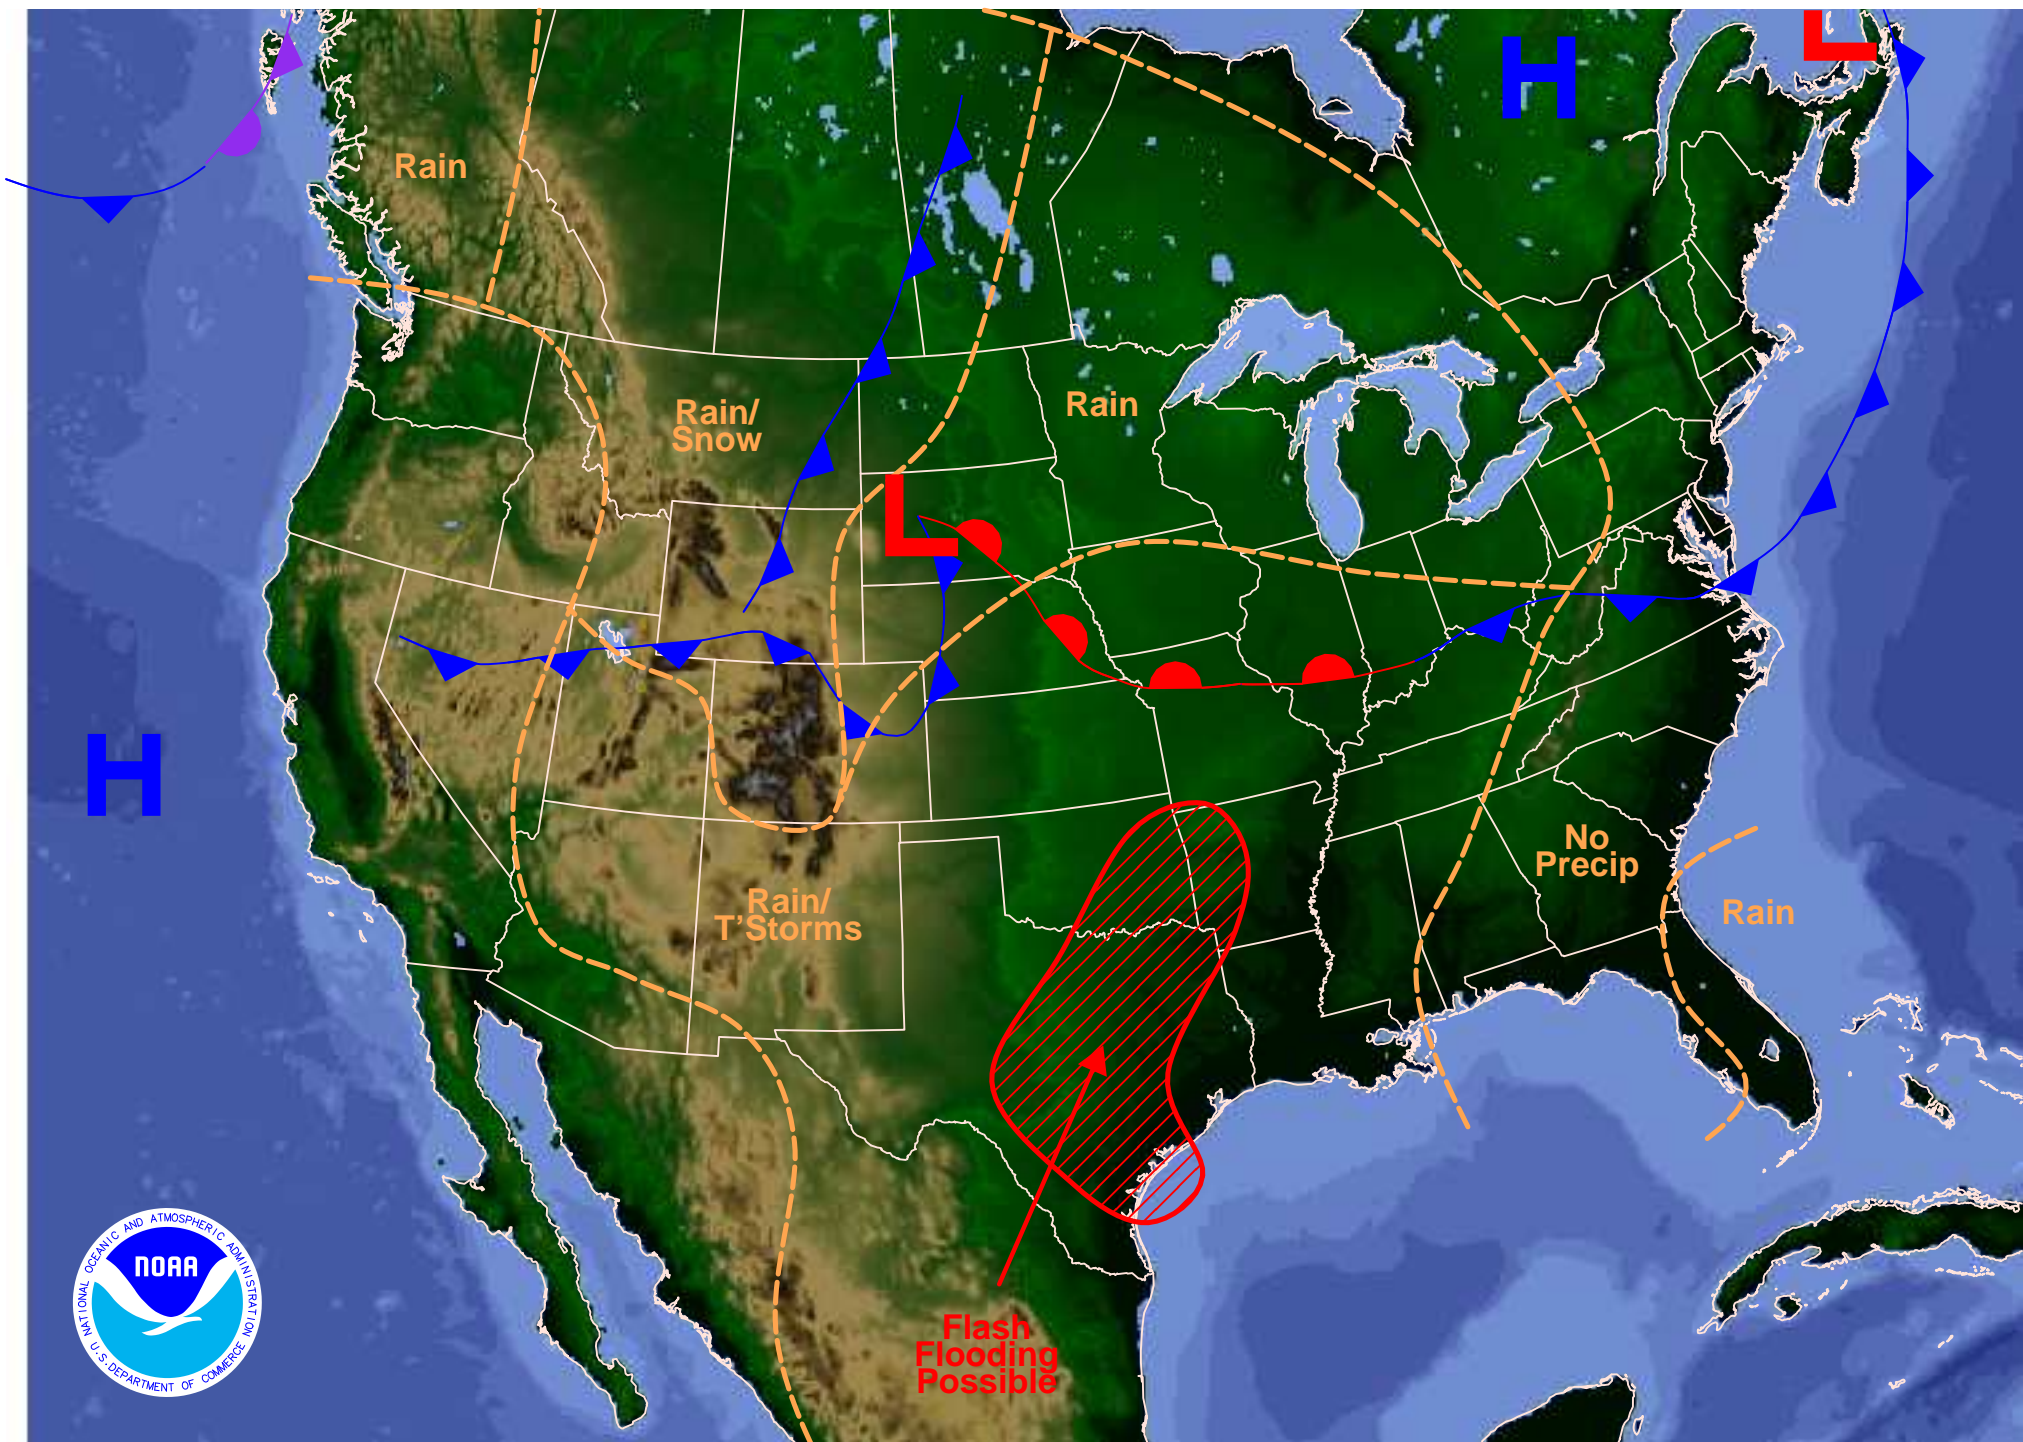 H
L
Rain
Rain/
Snow
Rain
L
H
No
Precip
Rain
Rain/
T'Storms
Flash
Flooding
Possible
NATIONAL OCEANIC AND ATMOSPHERIC ADMINISTRATION
NOAA
U.S. DEPARTMENT OF COMMERCE